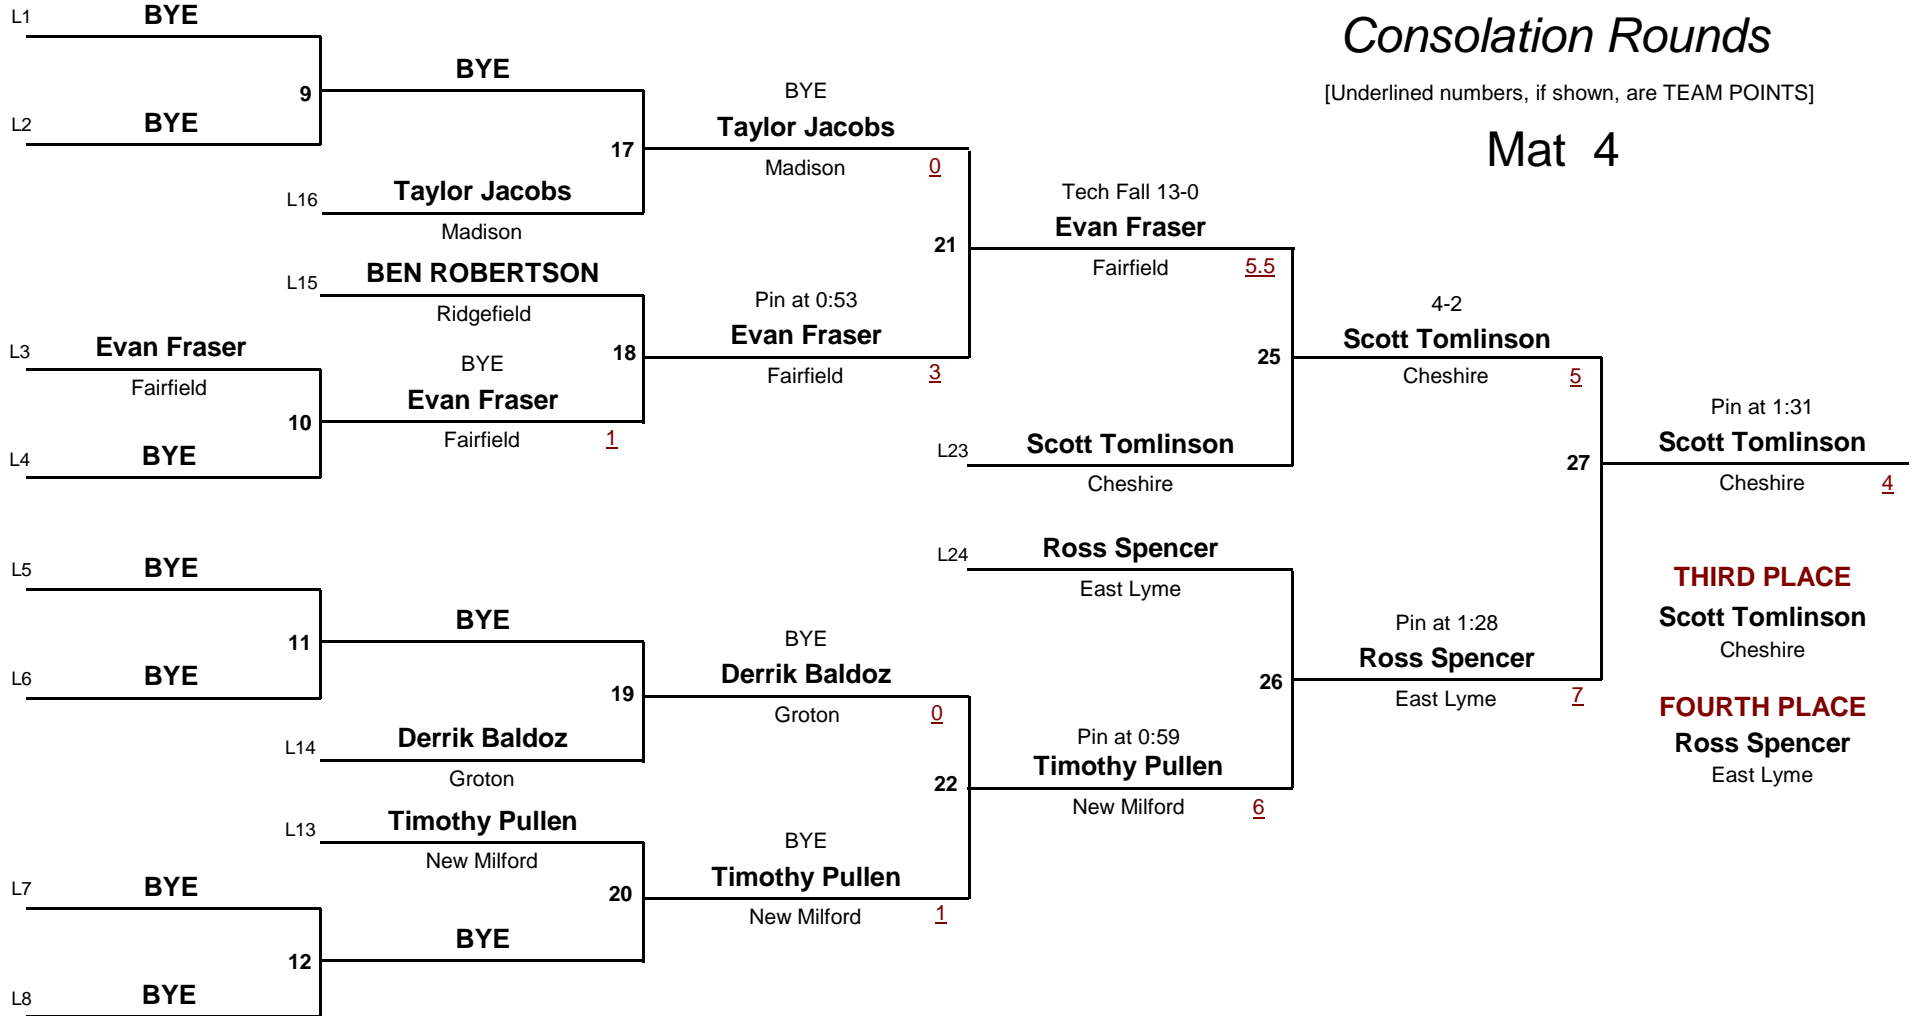 Consolation Rounds
[Underlined numbers, if shown, are TEAM POINTS]
Mat 4
L1 BYE
9
L2 BYE
BYE
17
L16 Taylor Jacobs
Madison
BYE
Taylor Jacobs
Madison 0
L15 BEN ROBERTSON
Ridgefield
L3 Evan Fraser
Fairfield
10
L4 BYE
BYE
Evan Fraser
Fairfield 1
18
Pin at 0:53
Evan Fraser
Fairfield 3
21
Tech Fall 13-0
Evan Fraser
Fairfield 5.5
25
L23 Scott Tomlinson
Cheshire
4-2
Scott Tomlinson
Cheshire 5
27
Pin at 1:31
Scott Tomlinson
Cheshire 4
L5 BYE
11
L6 BYE
BYE
19
L14 Derrik Baldoz
Groton
BYE
Derrik Baldoz
Groton 0
L13 Timothy Pullen
New Milford
L7 BYE
12
L8 BYE
BYE
20
BYE
Timothy Pullen
New Milford 1
22
L24 Ross Spencer
East Lyme
Pin at 0:59
Timothy Pullen
New Milford 6
26
Pin at 1:28
Ross Spencer
East Lyme 7
THIRD PLACE
Scott Tomlinson
Cheshire
FOURTH PLACE
Ross Spencer
East Lyme